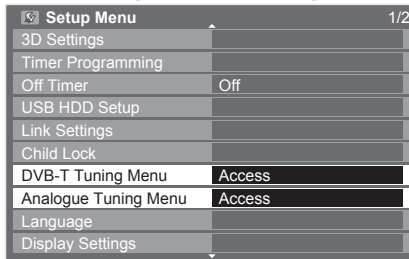 Setup Menu 1/2
3D Settings
Timer Programming
Off Timer Off
USB HDD Setup
Link Settings
Child Lock
DVB-T Tuning Menu Access
Analogue Tuning Menu Access
Language
Display Settings